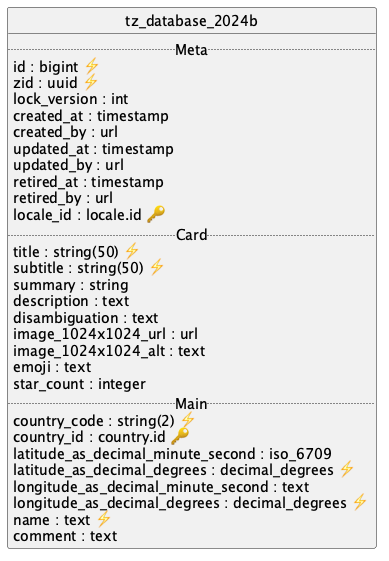 tz_database_2024b
Meta
id : bigint ⚡
zid : uuid ⚡
lock_version : int
created_at : timestamp
created_by : url
updated_at : timestamp
updated_by : url
retired_at : timestamp
retired_by : url
locale_id : locale.id 🔑
Card
title : string(50) ⚡
subtitle : string(50) ⚡
summary : string
description : text
disambiguation : text
image_1024x1024_url : url
image_1024x1024_alt : text
emoji : text
star_count : integer
Main
country_code : string(2) ⚡
country_id : country.id 🔑
latitude_as_decimal_minute_second : iso_6709
latitude_as_decimal_degrees : decimal_degrees ⚡
longitude_as_decimal_minute_second : text
longitude_as_decimal_degrees : decimal_degrees ⚡
name : text ⚡
comment : text